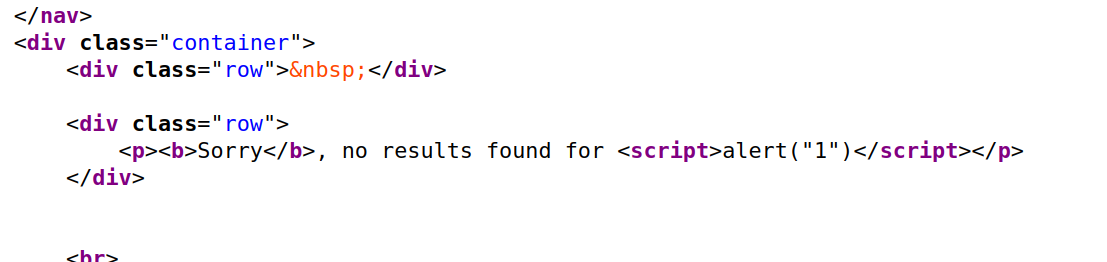 </nav>
<div class="container">
    <div class="row">&nbsp;</div>

    <div class="row">
        <p><b>Sorry</b>, no results found for <script>alert("1")</script></p>
    </div>


    <br>